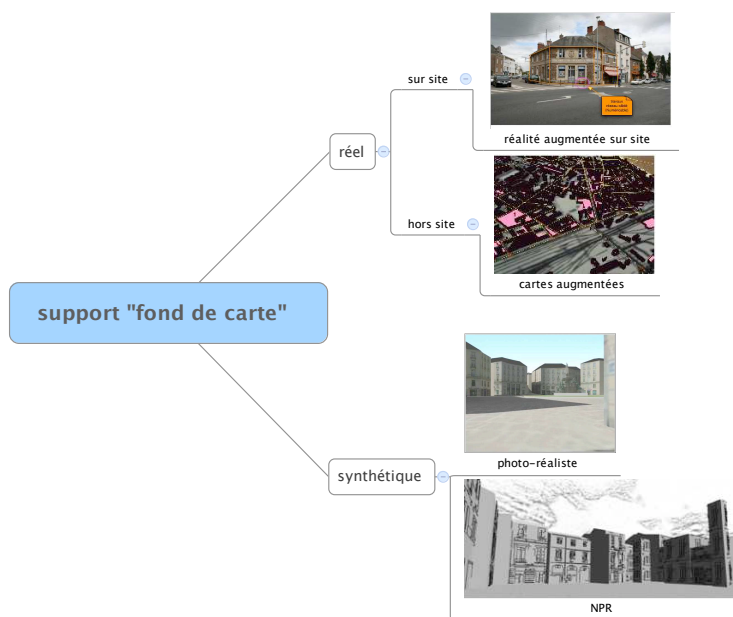 sur site
réalité augmentée sur site
réel
hors site
cartes augmentées
support "fond de carte"
photo-réaliste
synthétique
NPR